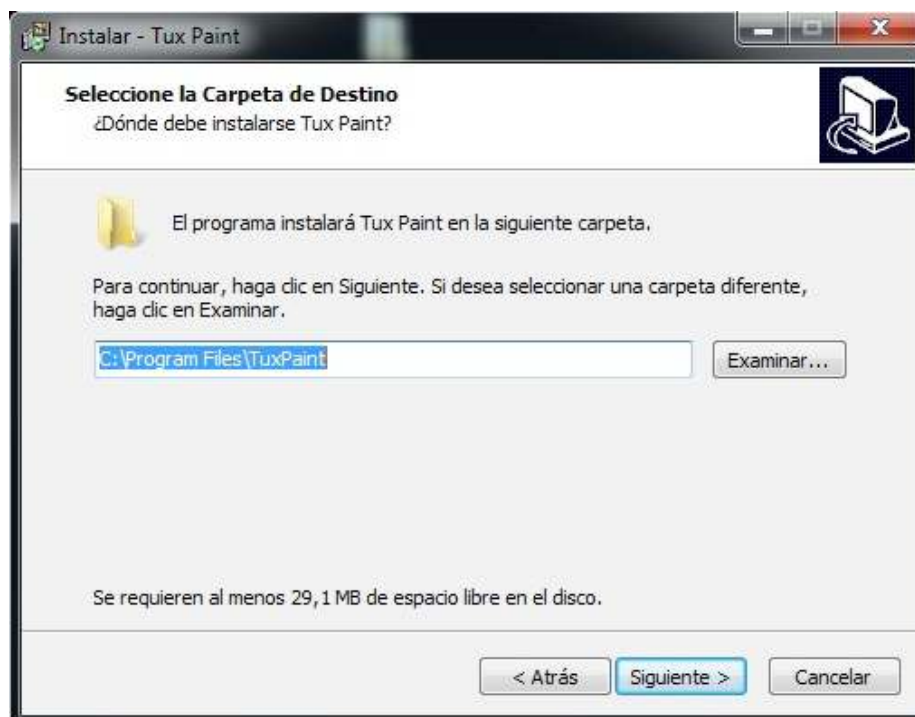 Instalar - Tux Paint
Seleccione la Carpeta de Destino
¿Dónde debe instalarse Tux Paint?
El programa instalará Tux Paint en la siguiente carpeta.
Para continuar, haga clic en Siguiente. Si desea seleccionar una carpeta diferente,
haga clic en Examinar.
C:\Program Files\TuxPaint
Examinar...
Se requieren al menos 29,1 MB de espacio libre en el disco.
< Atrás
Siguiente >
Cancelar